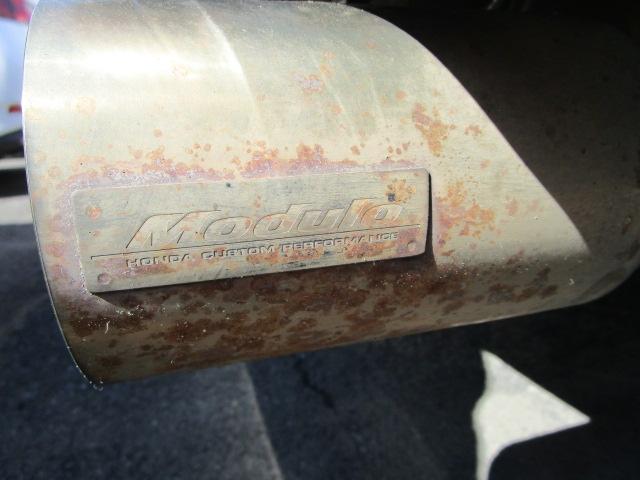 Modulo
HONDA CUSTOM PERFORMANCE